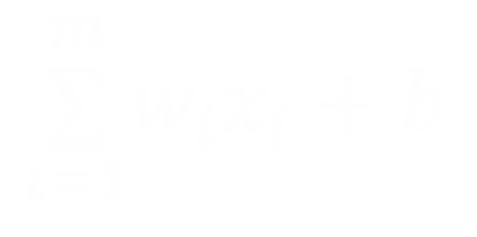 m
∑ wᵢxᵢ + b
i = 1